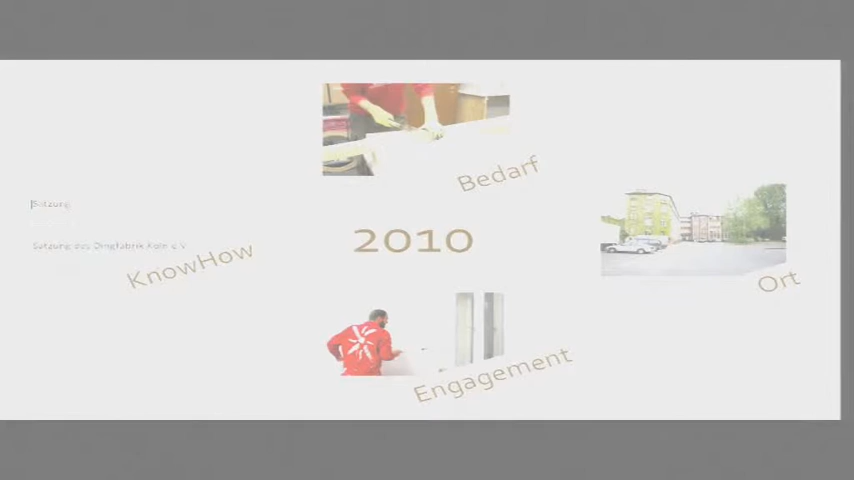 Bedarf
Satzung
Satzung des Dingfabrik Köln e.V.
KnowHow
2010
Ort
Engagement